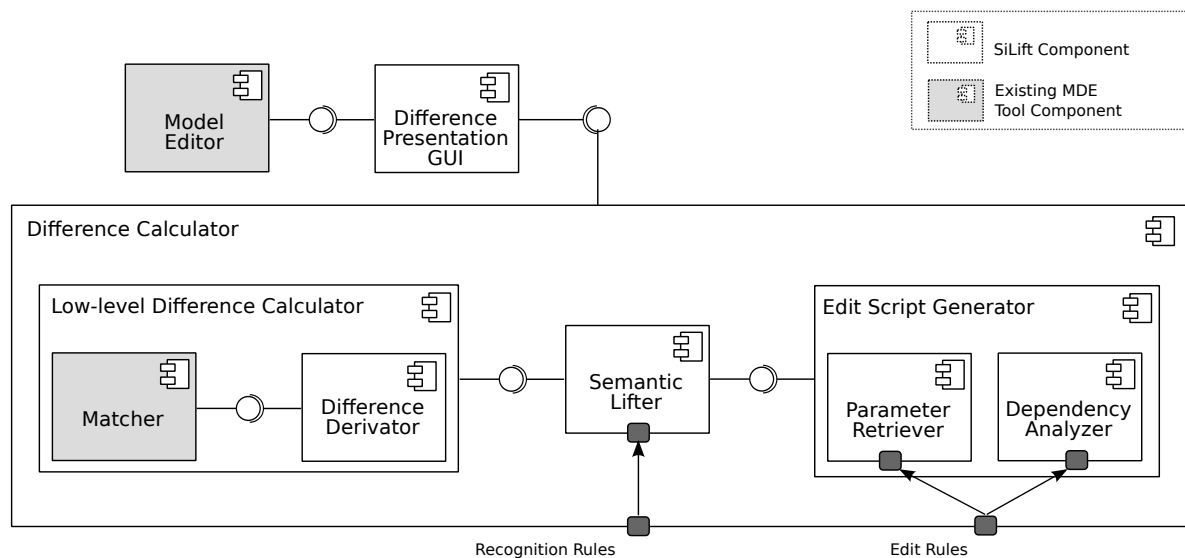 SiLift Component
Existing MDE
Tool Component
Model
Editor
Difference
Presentation
GUI
Difference Calculator
Low-level Difference Calculator
Matcher
Difference
Derivator
Semantic
Lifter
Edit Script Generator
Parameter
Retriever
Dependency
Analyzer
Recognition Rules
Edit Rules